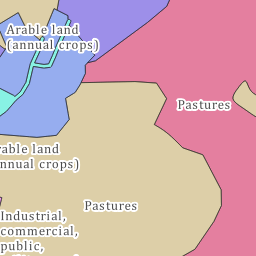 Arable land
(annual crops)
Pastures
rable land
nnual crops)
Pastures
Industrial,
commercial,
public,